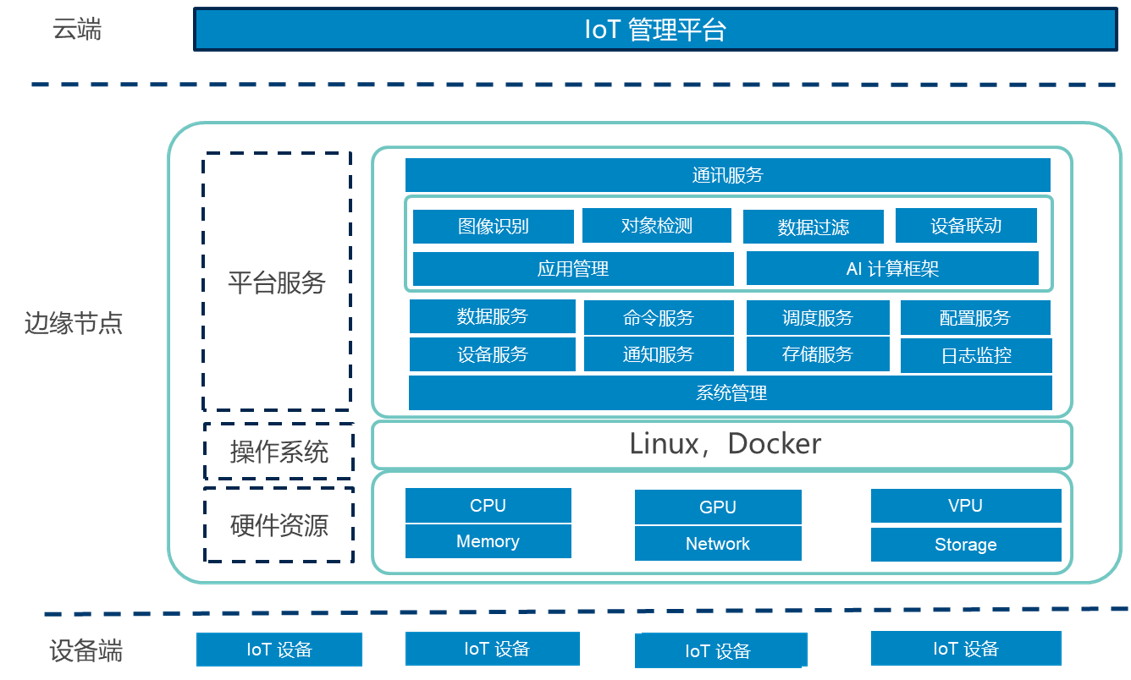 云端
IoT 管理平台
通讯服务
图像识别 对象检测 数据过滤 设备联动
应用管理 AI 计算框架
平台服务
边缘节点
数据服务 命令服务 调度服务 配置服务
设备服务 通知服务 存储服务 日志监控
系统管理
操作系统
Linux，Docker
硬件资源
CPU GPU VPU
Memory Network Storage
设备端
IoT 设备 IoT 设备 IoT 设备 IoT 设备